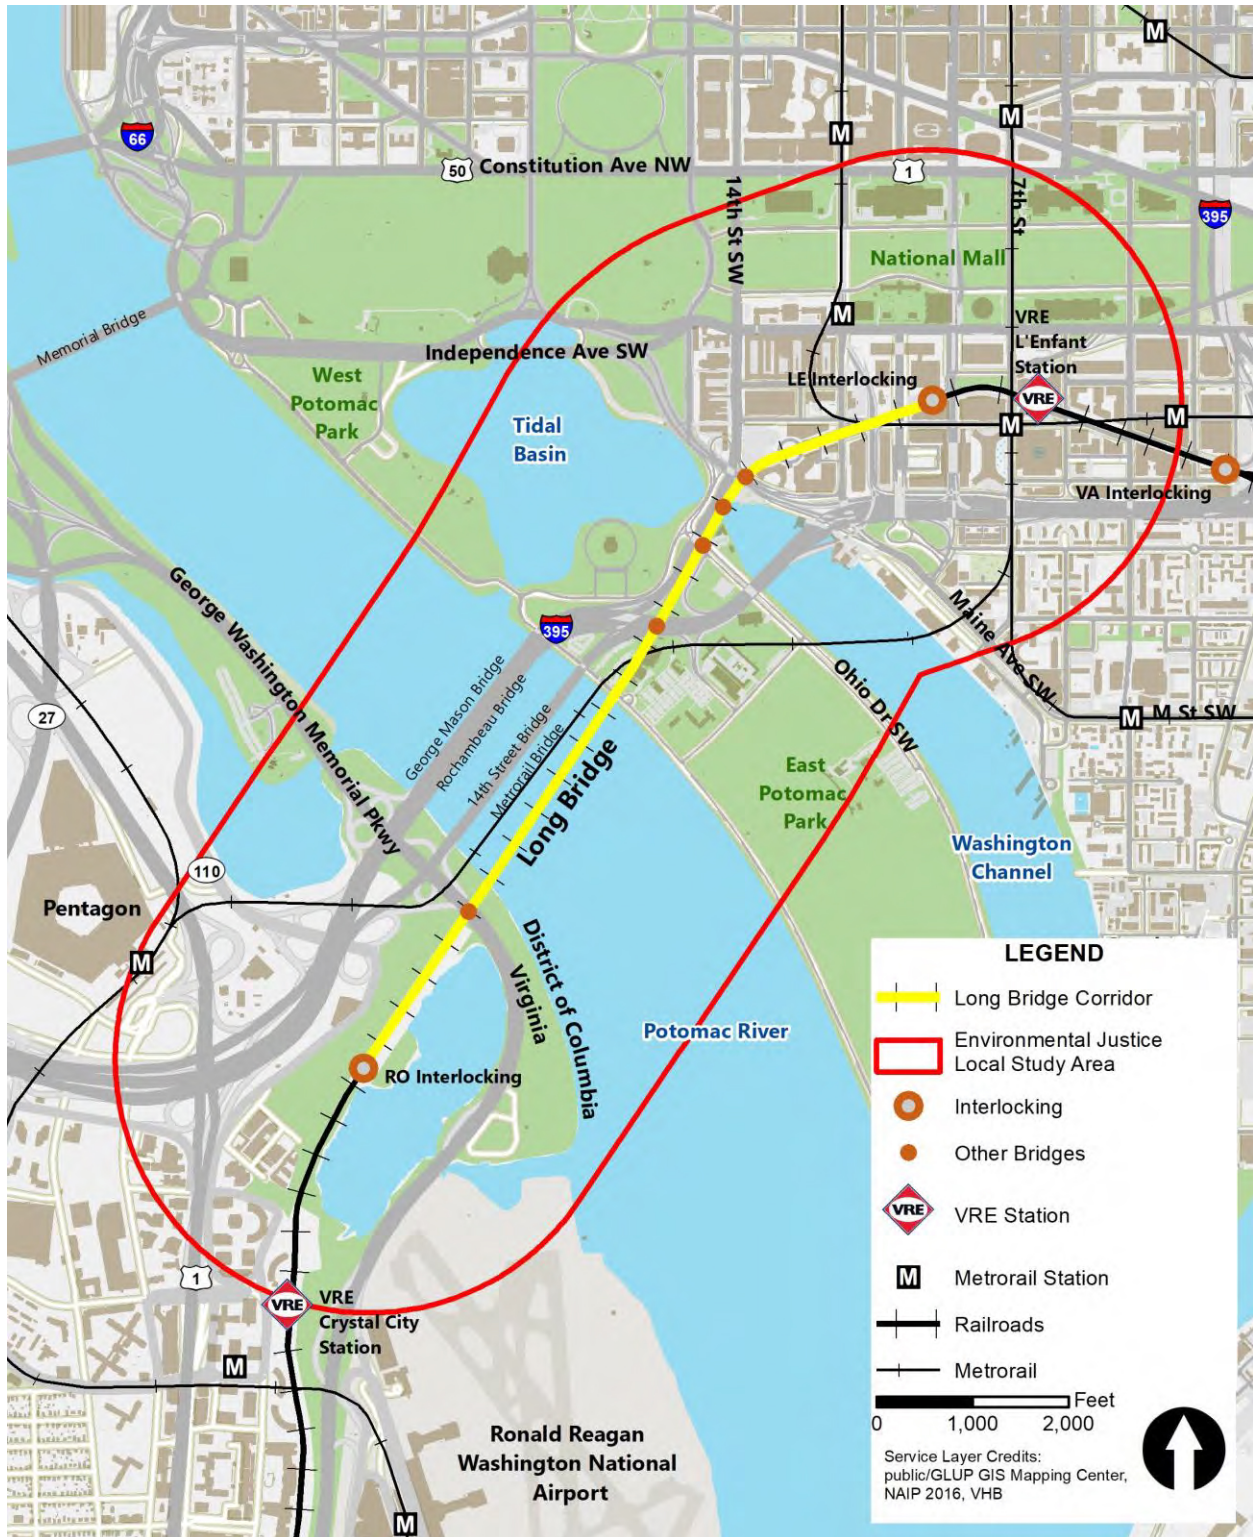 M
66
M
M
Constitution Ave NW
50
1
14th St SW
7th St
395
National Mall
M
VRE
L'Enfant
Station
Memorial Bridge
Independence Ave SW
LE Interlocking
West
Potomac
Park
VRE
Tidal
Basin
M
M
VA Interlocking
George Washington Memorial Pkwy
395
Maine Ave SW
Ohio Dr SW
27
George Mason Bridge
Rochambeau Bridge
14th Street Bridge
Metrorail Bridge
Long Bridge
M
M St SW
East
Potomac
Park
Washington
Channel
110
Pentagon
M
District of Columbia
Virginia
Potomac River
RO Interlocking
1
VRE
VRE
Crystal City
Station
M
Ronald Reagan
Washington National
Airport
M
LEGEND
Long Bridge Corridor
Environmental Justice
Local Study Area
Interlocking
Other Bridges
VRE
VRE Station
M
Metrorail Station
Railroads
Metrorail
Feet
0 1,000 2,000
Service Layer Credits:
public/GLUP GIS Mapping Center,
NAIP 2016, VHB